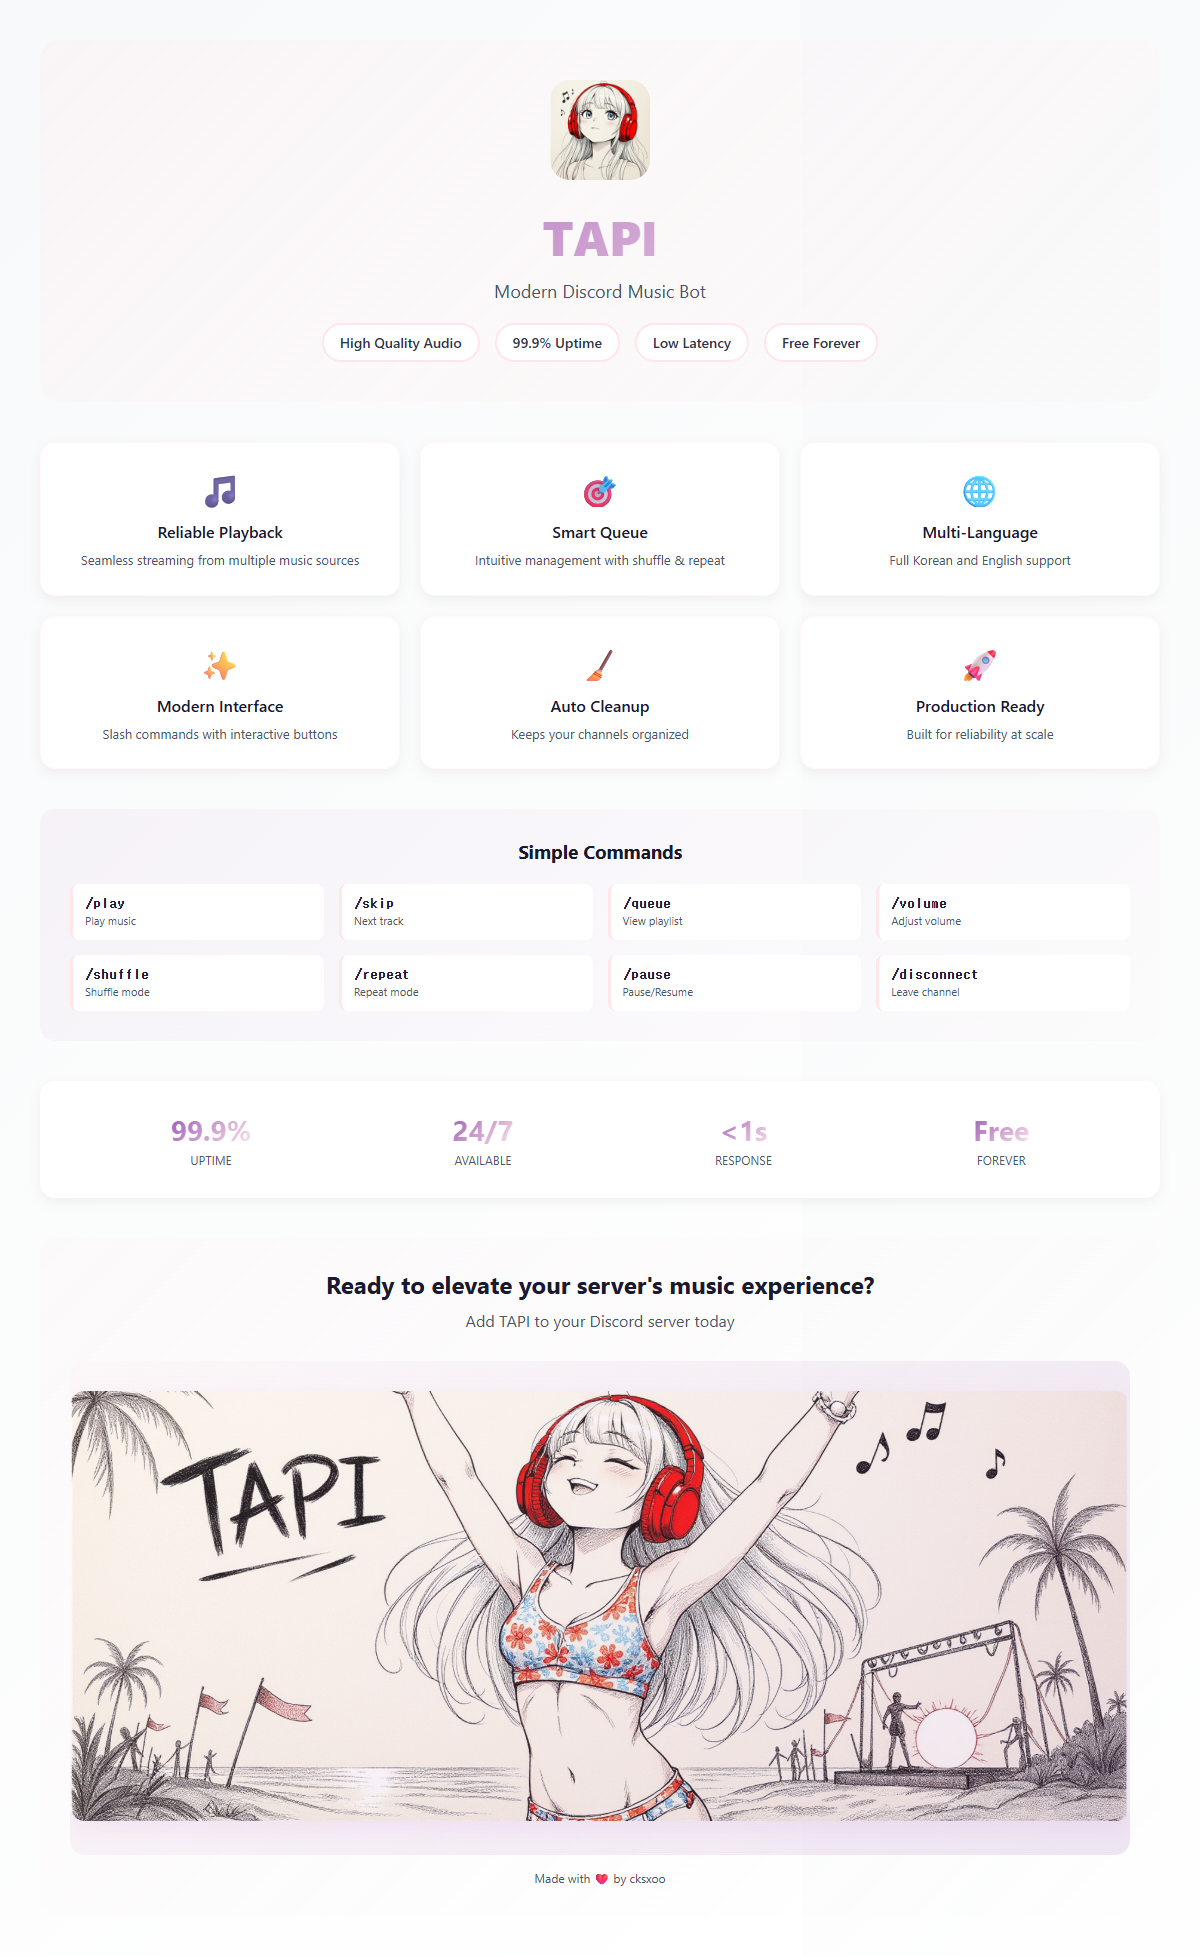 TAPI
Modern Discord Music Bot
High Quality Audio
99.9% Uptime
Low Latency
Free Forever
Reliable Playback
Seamless streaming from multiple music sources
Smart Queue
Intuitive management with shuffle & repeat
Multi-Language
Full Korean and English support
Modern Interface
Slash commands with interactive buttons
Auto Cleanup
Keeps your channels organized
Production Ready
Built for reliability at scale
Simple Commands
/play
Play music
/skip
Next track
/queue
View playlist
/volume
Adjust volume
/shuffle
Shuffle mode
/repeat
Repeat mode
/pause
Pause/Resume
/disconnect
Leave channel
99.9%
UPTIME
24/7
AVAILABLE
<1s
RESPONSE
Free
FOREVER
Ready to elevate your server's music experience?
Add TAPI to your Discord server today
TAPI
Made with ❤️ by cksxoo